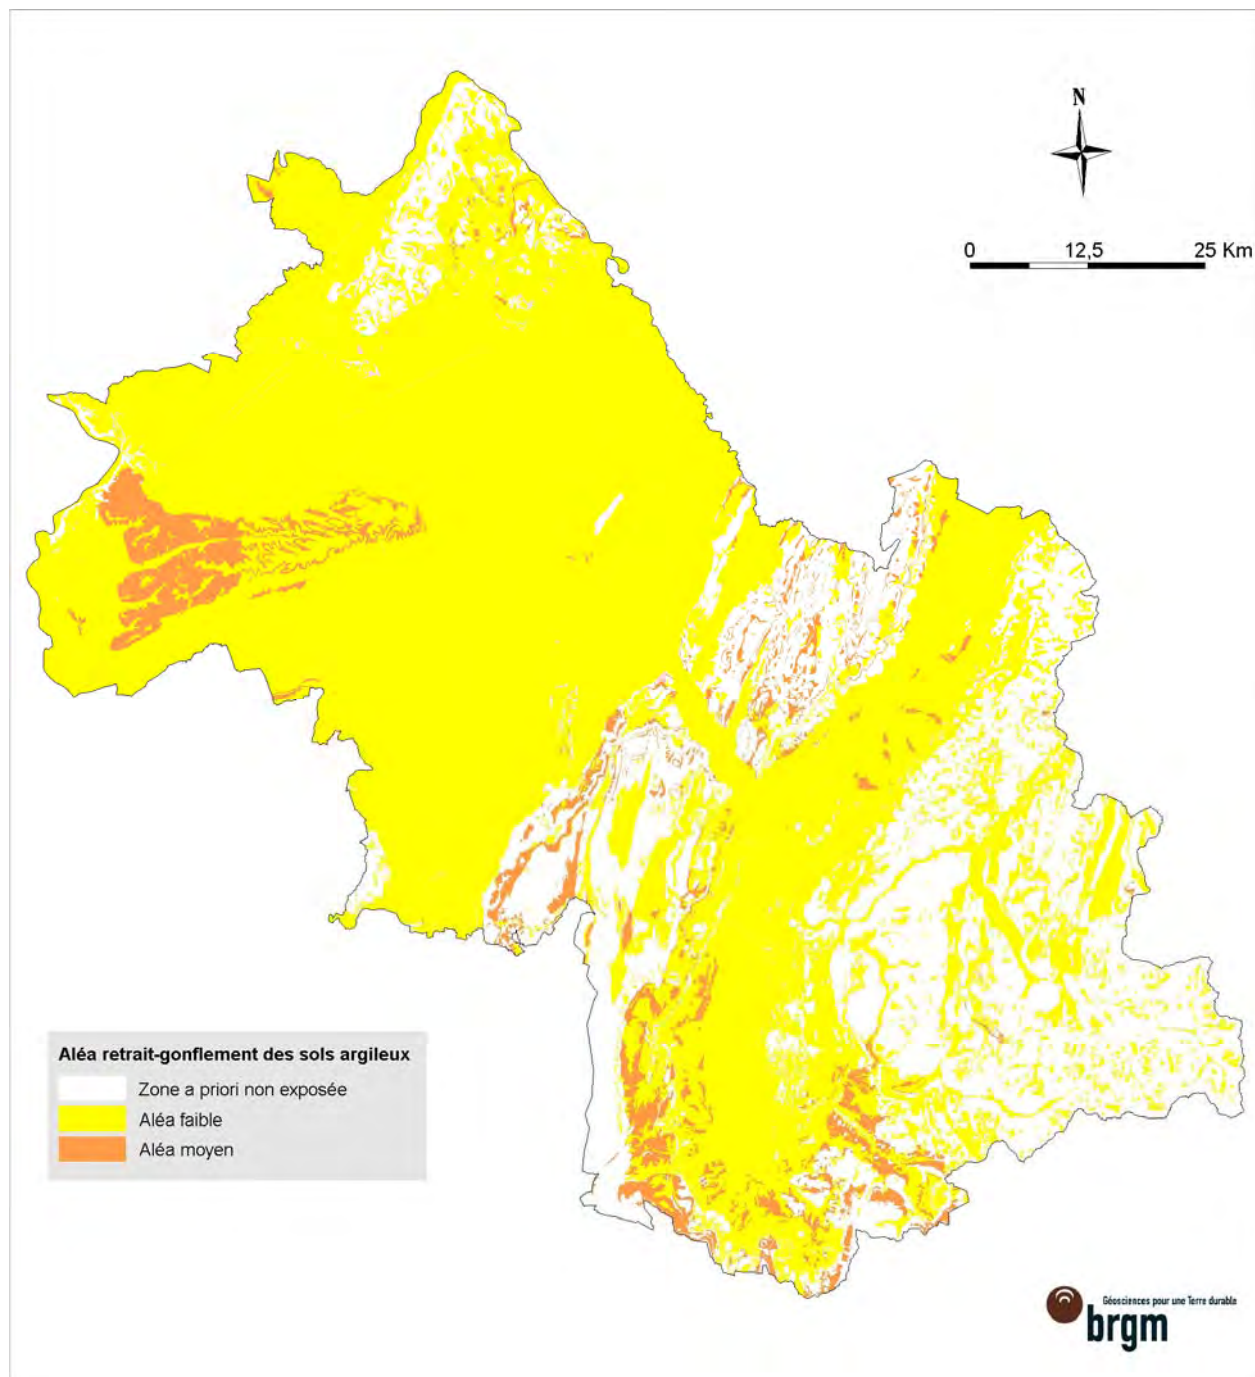 N
0 12,5 25 Km
Aléa retrait-gonflement des sols argileux
Zone a priori non exposée
Aléa faible
Aléa moyen
Géosciences pour une Terre durable
brgm